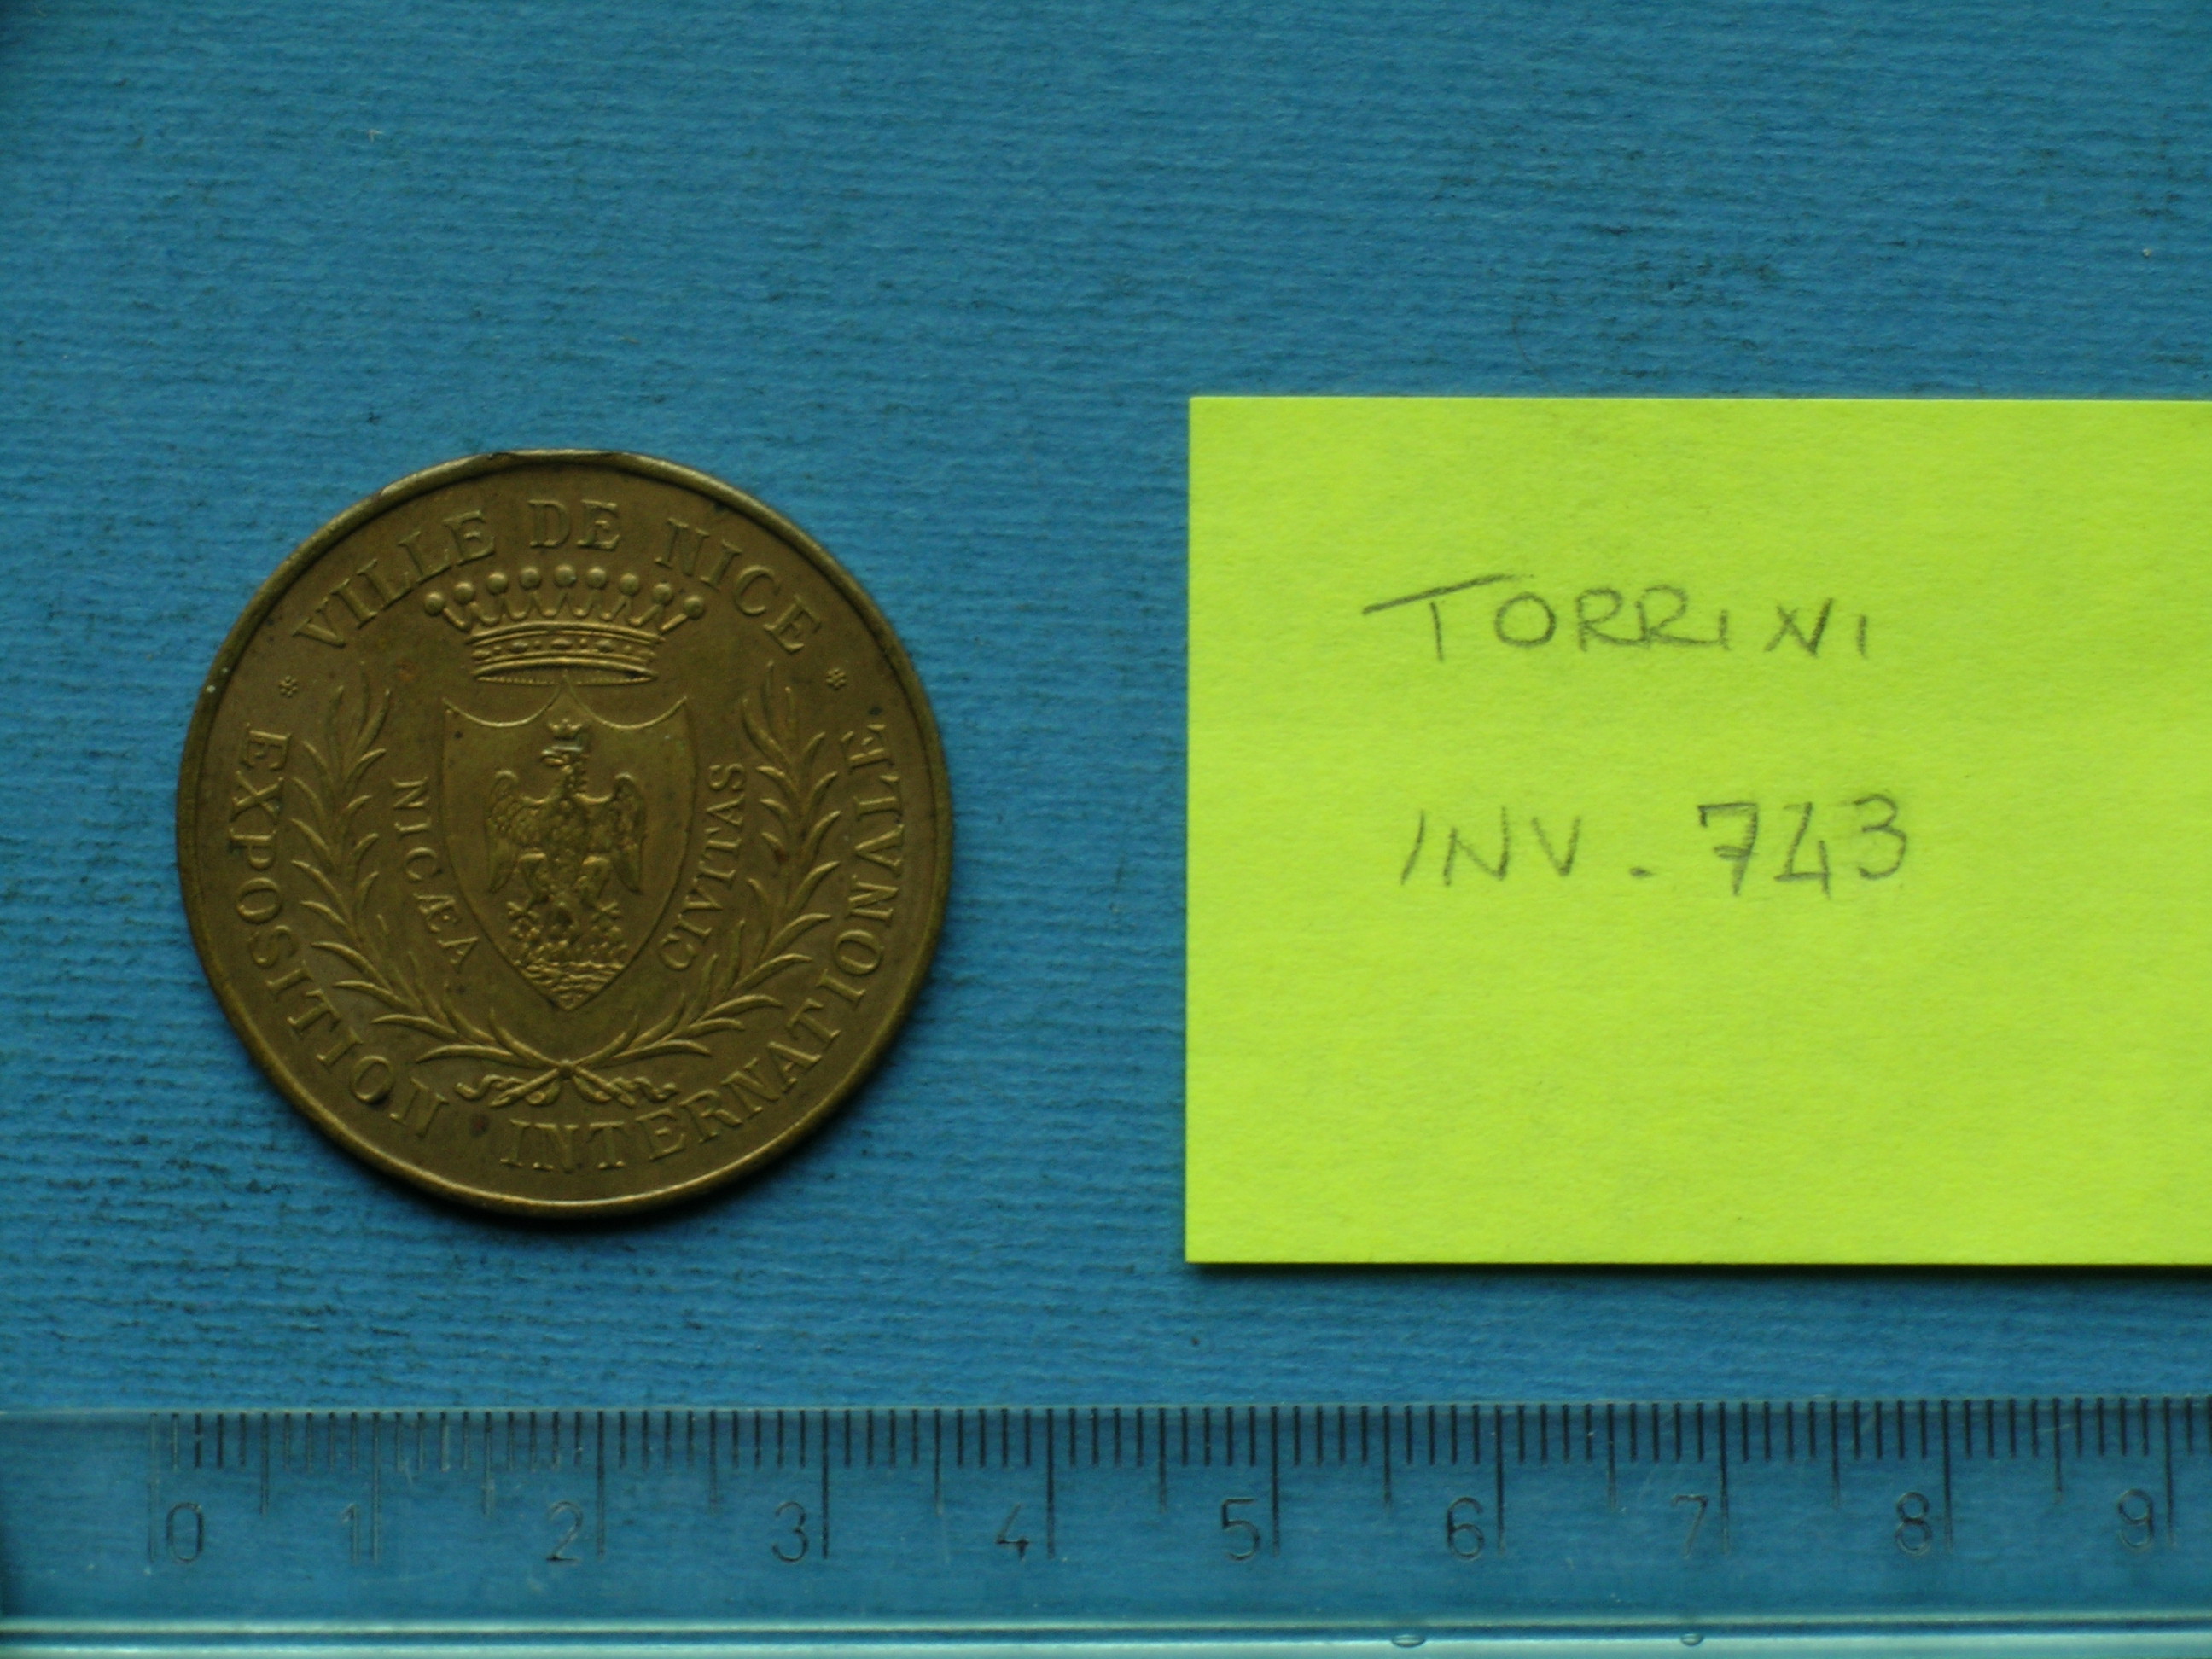 VILLE DE NICE
* EXPOSITION INTERNATIONALE *
NICÆA CIVITAS
TORRINI
INV. 743
0 1 2 3 4 5 6 7 8 9